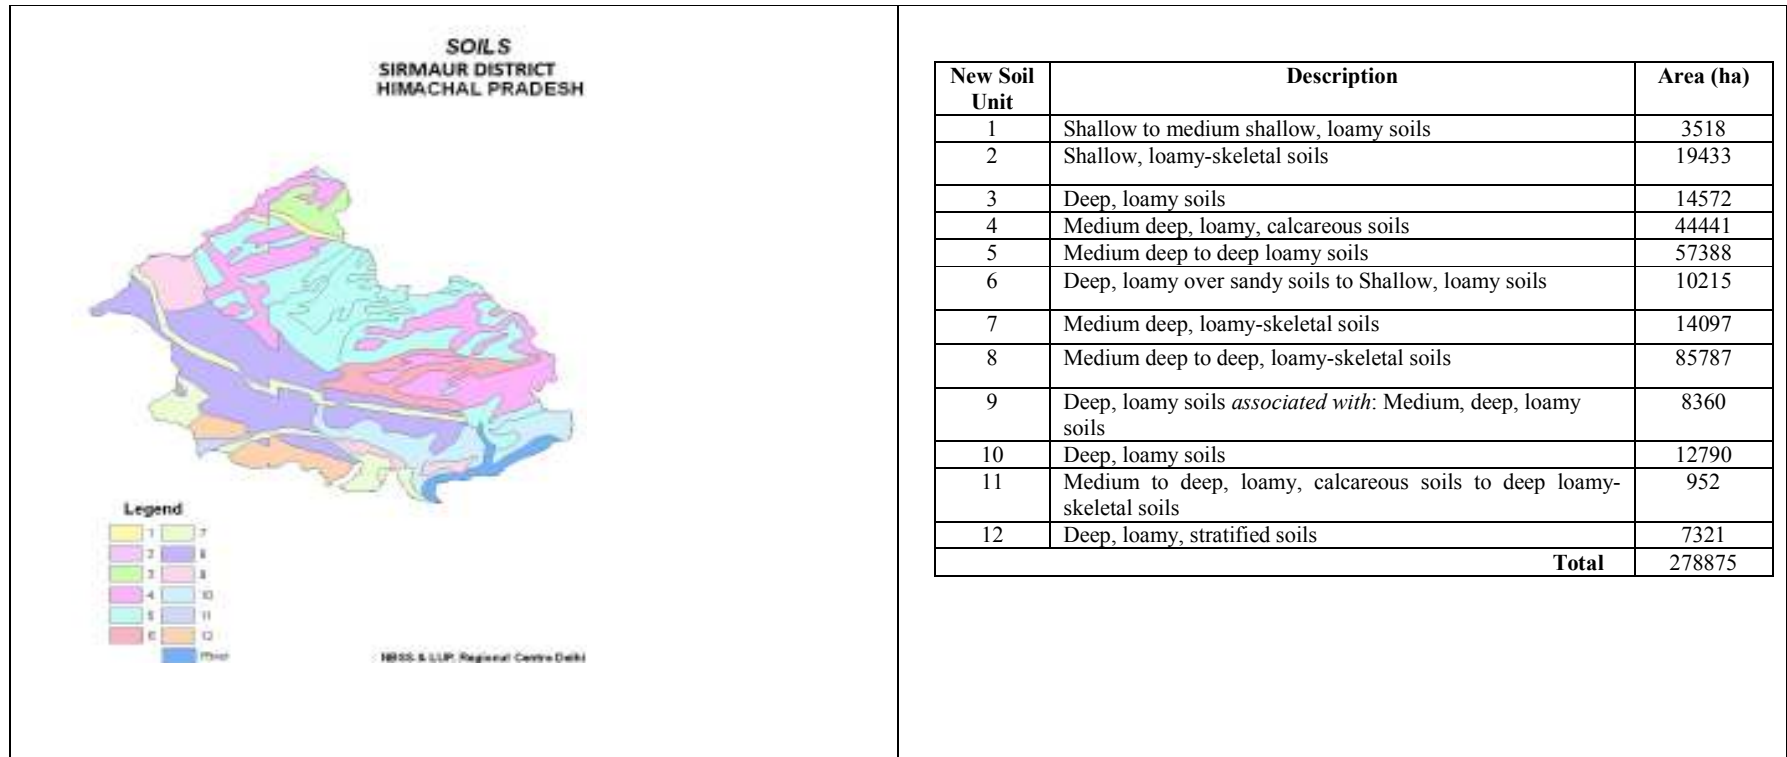 SOILS
SIRMAUR DISTRICT
HIMACHAL PRADESH
Legend
1 7
2 8
3 9
4 10
5 11
6 12
River
NBSS & LUP, Regional Centre Delhi
New Soil Unit Description Area (ha)
1 Shallow to medium shallow, loamy soils 3518
2 Shallow, loamy-skeletal soils 19433
3 Deep, loamy soils 14572
4 Medium deep, loamy, calcareous soils 44441
5 Medium deep to deep loamy soils 57388
6 Deep, loamy over sandy soils to Shallow, loamy soils 10215
7 Medium deep, loamy-skeletal soils 14097
8 Medium deep to deep, loamy-skeletal soils 85787
9 Deep, loamy soils associated with: Medium, deep, loamy
soils 8360
10 Deep, loamy soils 12790
11 Medium to deep, loamy, calcareous soils to deep loamy-
skeletal soils 952
12 Deep, loamy, stratified soils 7321
Total 278875